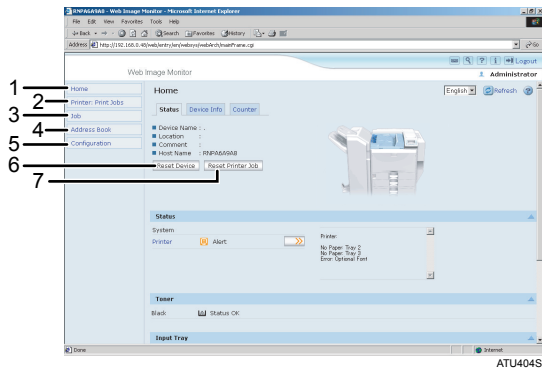 RNPA6A9A8 - Web Image Monitor - Microsoft Internet Explorer
File Edit View Favorites Tools Help
Back Search Favorites History
Address http://192.168.0.48/web/entry/en/websys/webArch/mainFrame.cgi Go
? i Logout
Web Image Monitor Administrator
1 Home
2 Printer: Print Jobs
3 Job
4 Address Book
5 Configuration
6
7
Home English Refresh ?
Status Device Info Counter
Device Name : .
Location :
Comment :
Host Name : RNPA6A9A8
Reset Device Reset Printer Job
Status
System
Printer Alert
Printer:
No Paper: Tray 2
No Paper: Tray 3
Error: Optional Font
Toner
Black Status OK
Input Tray
Done Internet
ATU404S